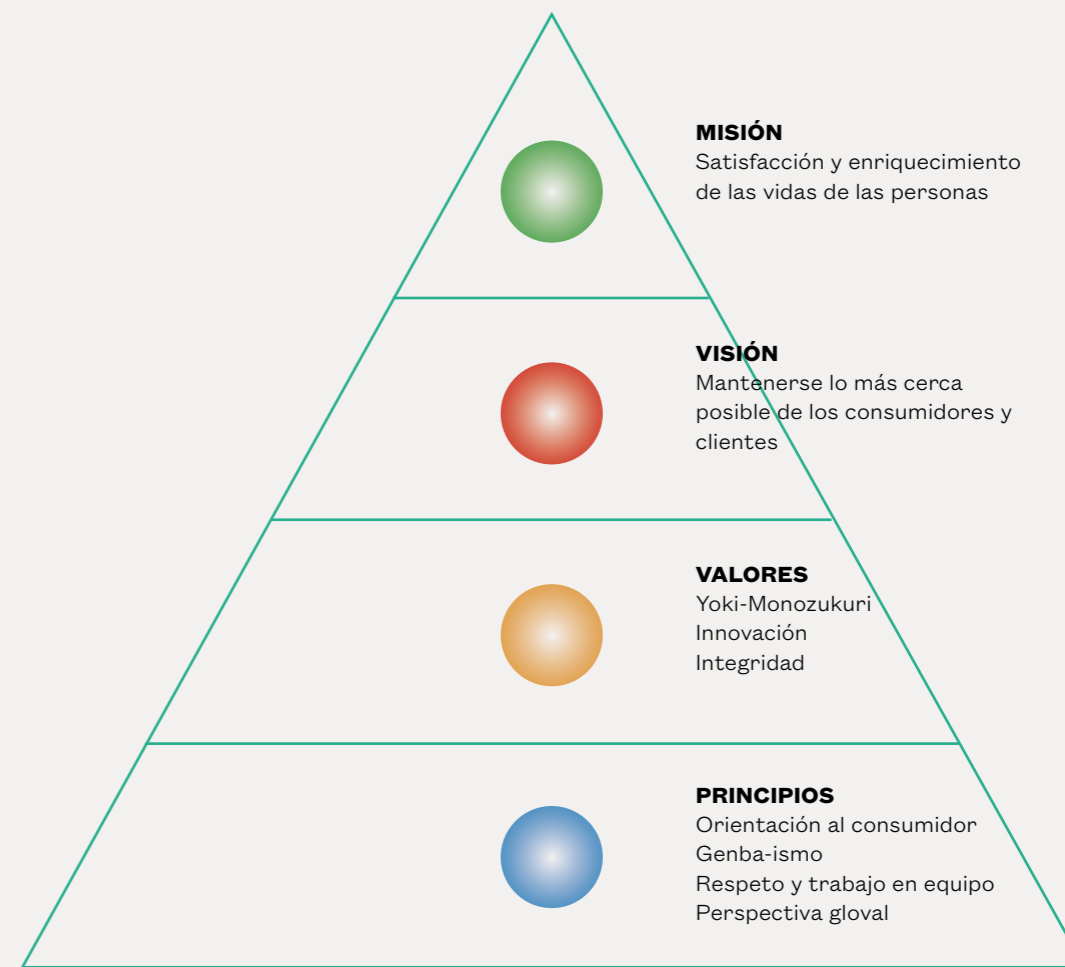 MISIÓN
Satisfacción y enriquecimiento
de las vidas de las personas
VISIÓN
Mantenerse lo más cerca
posible de los consumidores y
clientes
VALORES
Yoki-Monozukuri
Innovación
Integridad
PRINCIPIOS
Orientación al consumidor
Genba-ismo
Respeto y trabajo en equipo
Perspectiva gloval